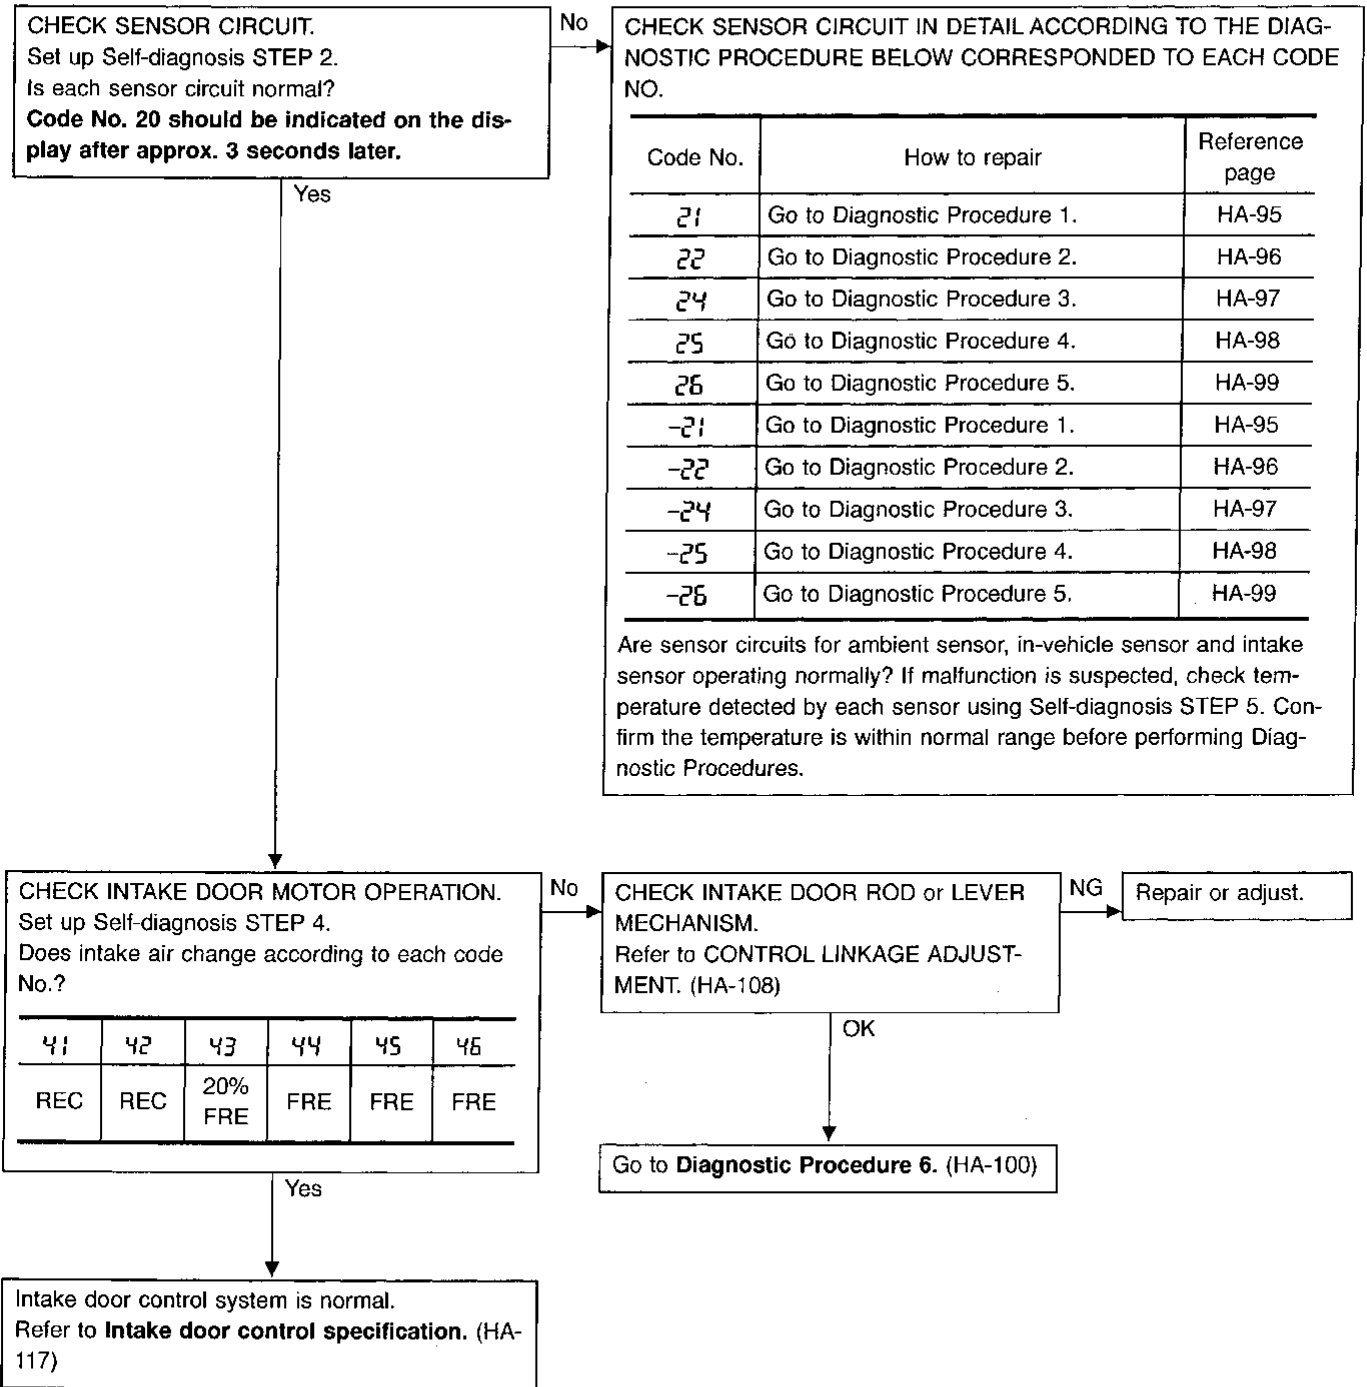 CHECK SENSOR CIRCUIT.
Set up Self-diagnosis STEP 2.
Is each sensor circuit normal?
Code No. 20 should be indicated on the dis-
play after approx. 3 seconds later.
No
Yes
CHECK SENSOR CIRCUIT IN DETAIL ACCORDING TO THE DIAG-
NOSTIC PROCEDURE BELOW CORRESPONDED TO EACH CODE
NO.
Code No. How to repair Reference page
21 Go to Diagnostic Procedure 1. HA-95
22 Go to Diagnostic Procedure 2. HA-96
24 Go to Diagnostic Procedure 3. HA-97
25 Go to Diagnostic Procedure 4. HA-98
26 Go to Diagnostic Procedure 5. HA-99
-21 Go to Diagnostic Procedure 1. HA-95
-22 Go to Diagnostic Procedure 2. HA-96
-24 Go to Diagnostic Procedure 3. HA-97
-25 Go to Diagnostic Procedure 4. HA-98
-26 Go to Diagnostic Procedure 5. HA-99
Are sensor circuits for ambient sensor, in-vehicle sensor and intake
sensor operating normally? If malfunction is suspected, check tem-
perature detected by each sensor using Self-diagnosis STEP 5. Con-
firm the temperature is within normal range before performing Diag-
nostic Procedures.
CHECK INTAKE DOOR MOTOR OPERATION.
Set up Self-diagnosis STEP 4.
Does intake air change according to each code
No.?
41 42 43 44 45 46
REC REC 20% FRE FRE FRE FRE
No
Yes
CHECK INTAKE DOOR ROD or LEVER
MECHANISM.
Refer to CONTROL LINKAGE ADJUST-
MENT. (HA-108)
NG
Repair or adjust.
OK
Go to Diagnostic Procedure 6. (HA-100)
Intake door control system is normal.
Refer to Intake door control specification. (HA-
117)